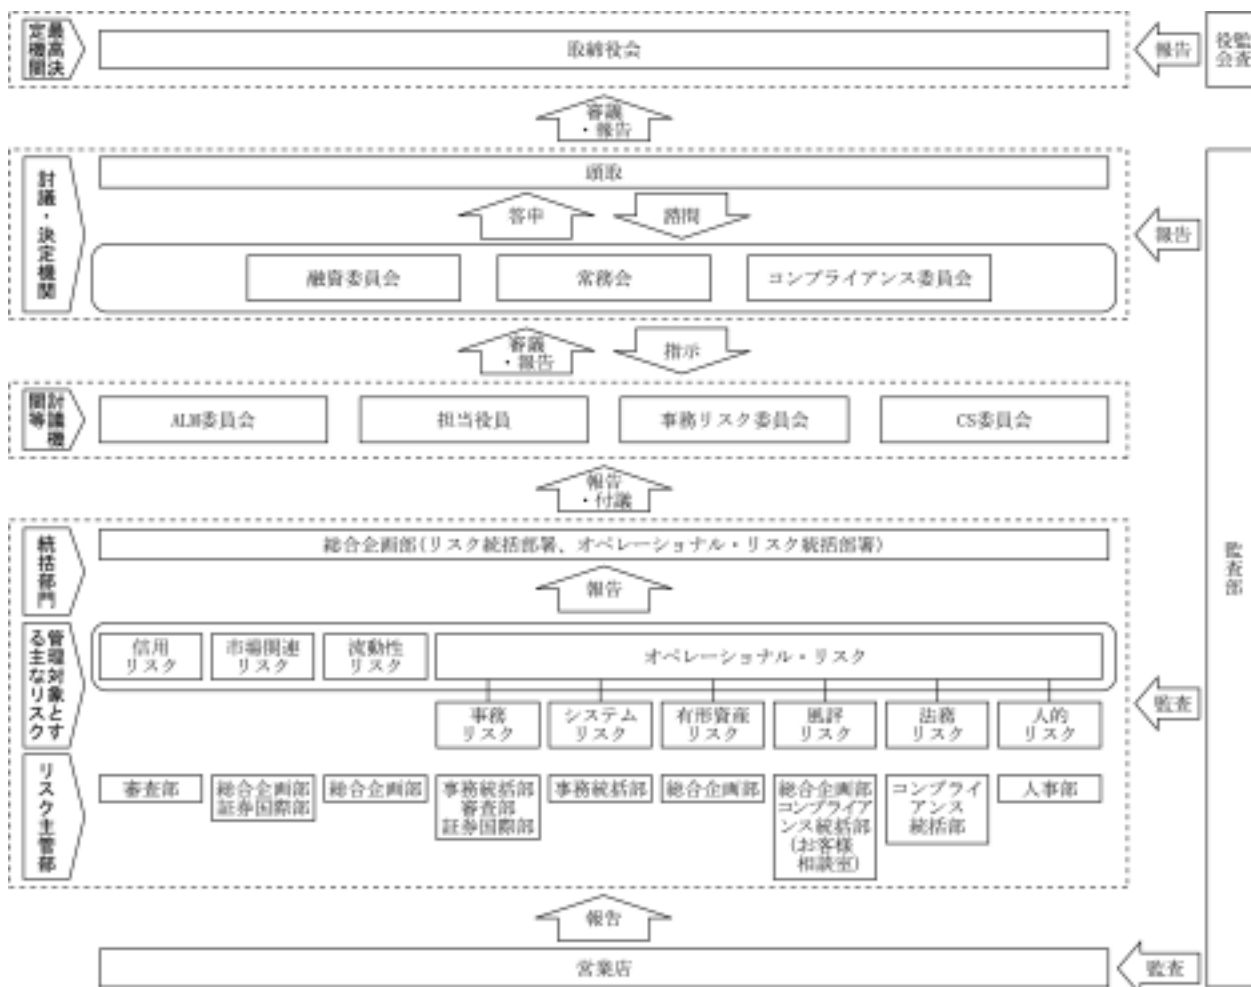 最高決
定機関
取締役会
報告
監査
役会
審議
・報告
討議・決定機関
頭取
答申
諮問
報告
融資委員会
常務会
コンプライアンス委員会
審議
・報告
指示
討議機
関等
ALM委員会
担当役員
事務リスク委員会
CS委員会
報告
・付議
統括部門
総合企画部(リスク統括部署、オペレーショナル・リスク統括部署)
報告
監査部
管理対象とす
る主なリスク
信用
リスク
市場関連
リスク
流動性
リスク
オペレーショナル・リスク
事務
リスク
システム
リスク
有形資産
リスク
風評
リスク
法務
リスク
人的
リスク
監査
リスク主管部
審査部
総合企画部
証券国際部
総合企画部
事務統括部
審査部
証券国際部
事務統括部
総合企画部
総合企画部
コンプライア
ンス統括部
(お客様
相談室)
コンプライ
アンス
統括部
人事部
報告
営業店
監査